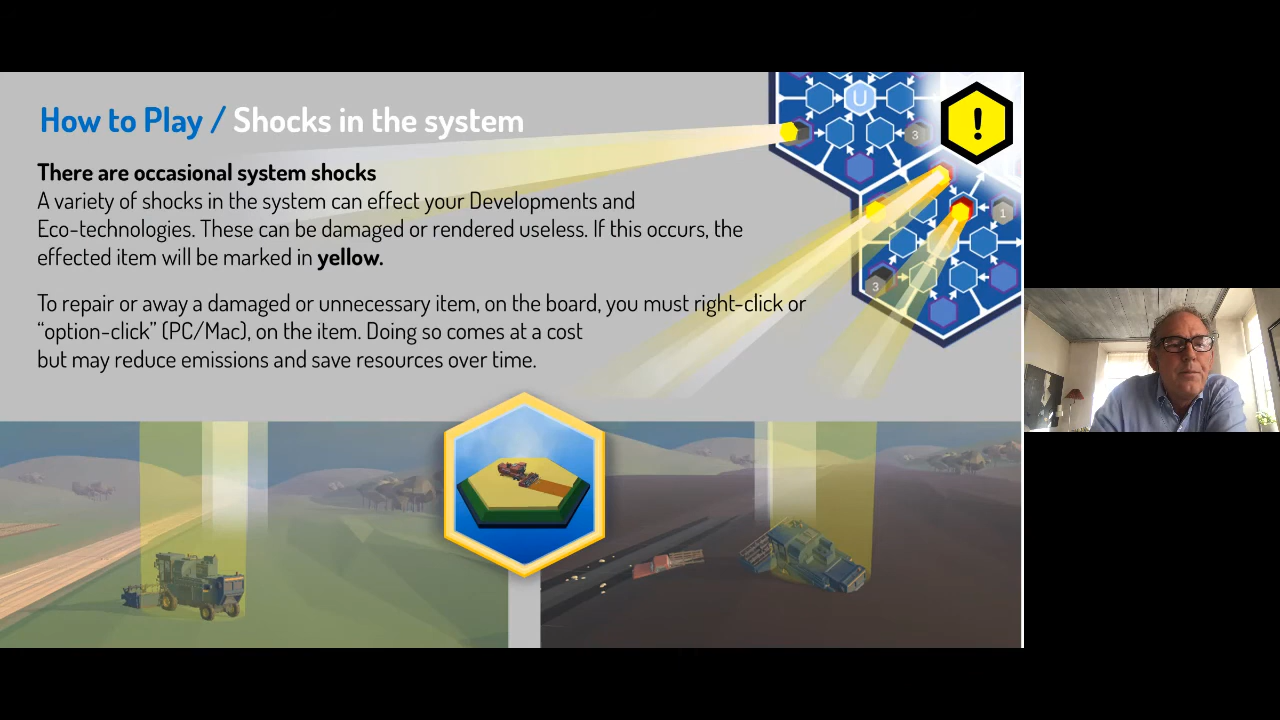 How to Play / Shocks in the system
There are occasional system shocks
A variety of shocks in the system can effect your Developments and
Eco-technologies. These can be damaged or rendered useless. If this occurs, the
effected item will be marked in yellow.
To repair or away a damaged or unnecessary item, on the board, you must right-click or
“option-click” (PC/Mac), on the item. Doing so comes at a cost
but may reduce emissions and save resources over time.
U
!
3
1
3